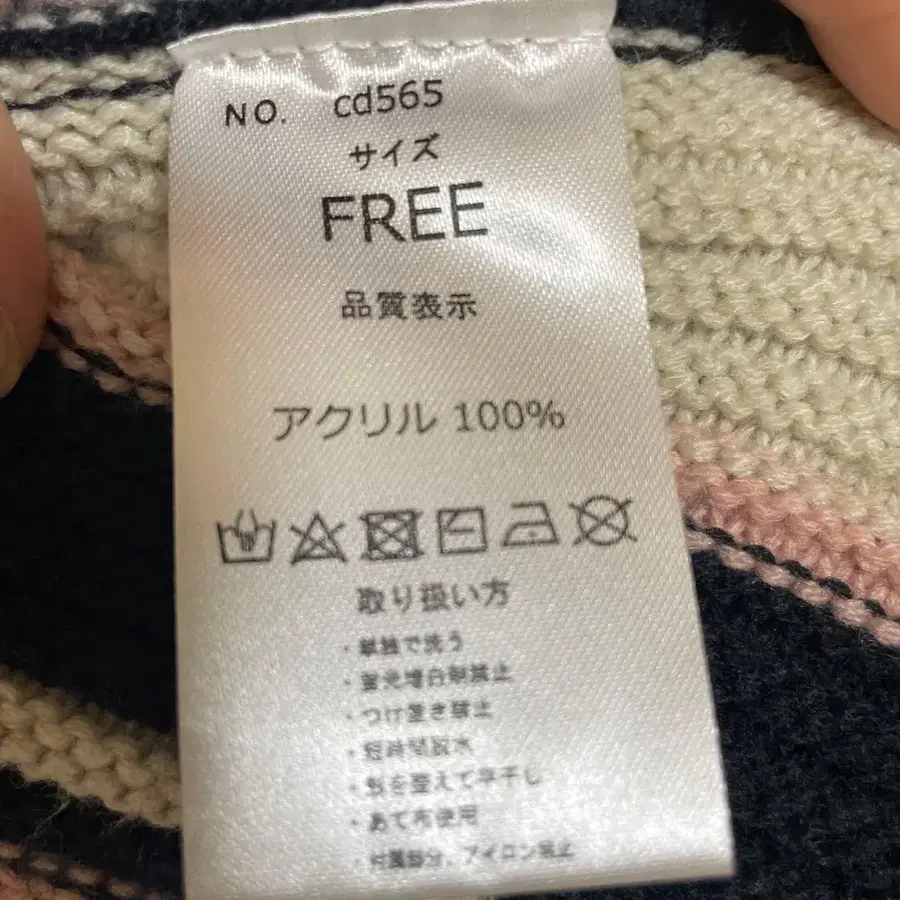 NO. cd565
サイズ
FREE
品質表示
アクリル 100%
取り扱い方
・単独で洗う
・蛍光増白剤禁止
・つけ置き禁止
・短時間脱水
・形を整えて平干し
・あて布使用
・付属部分、アイロン禁止